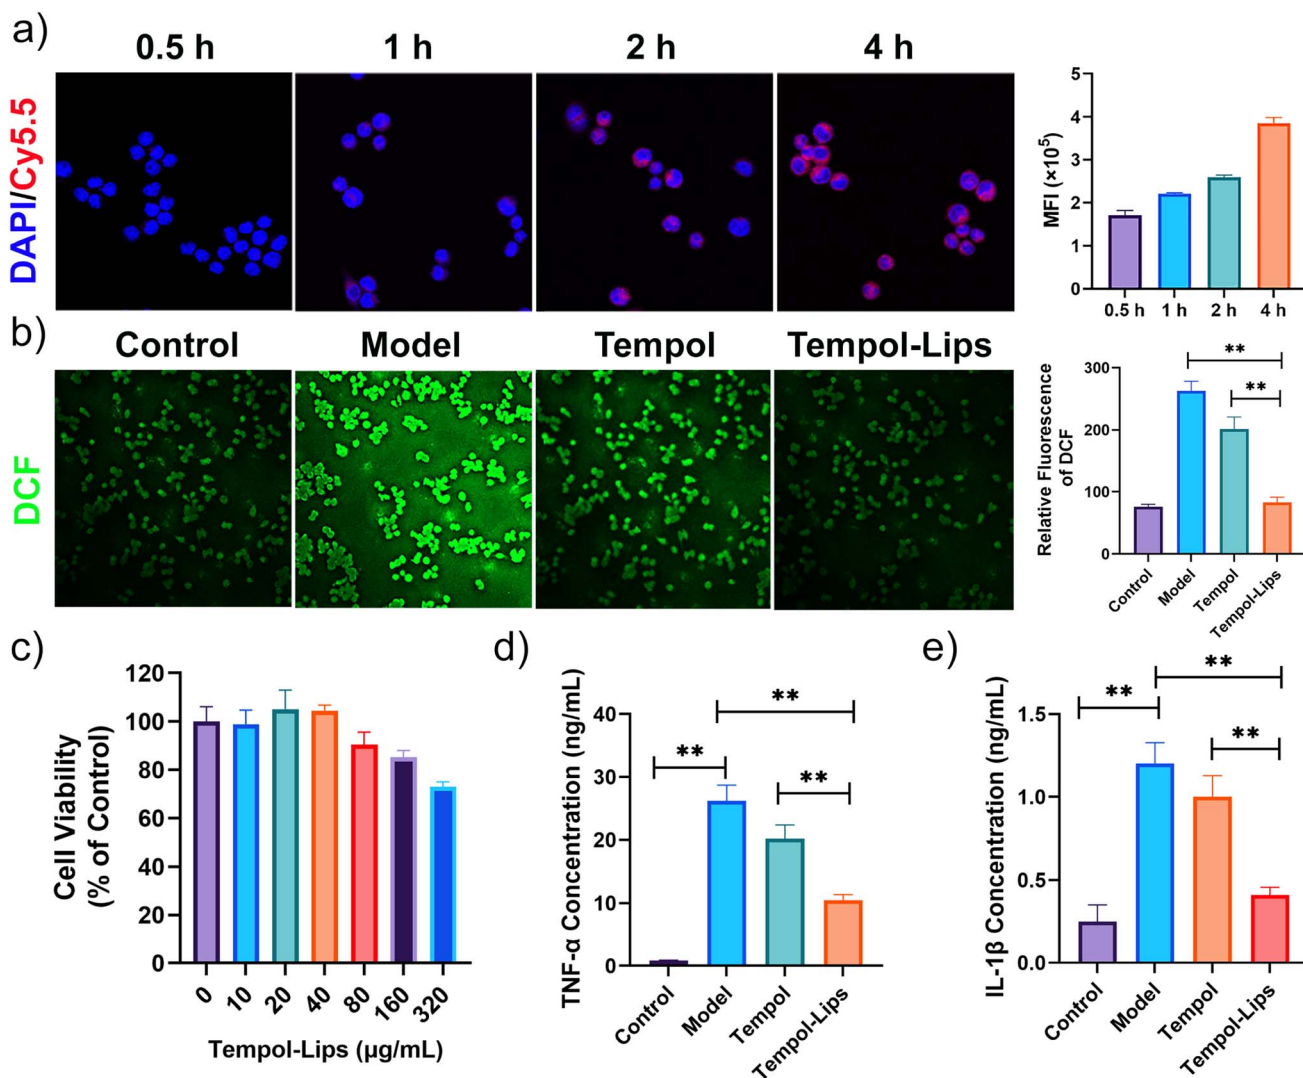 a)
0.5 h
1 h
2 h
4 h
DAPI/Cy5.5
MFI (×10⁵)
5
4
3
2
1
0
0.5 h
1 h
2 h
4 h
b)
Control
Model
Tempol
Tempol-Lips
DCF
Relative Fluorescence
of DCF
300
200
100
0
**
**
Control
Model
Tempol
Tempol-Lips
c)
Cell Viability
(% of Control)
120
100
80
60
40
20
0
0
10
20
40
80
160
320
Tempol-Lips (μg/mL)
d)
TNF-α Concentration (ng/mL)
40
30
20
10
0
**
**
**
Control
Model
Tempol
Tempol-Lips
e)
IL-1β Concentration (ng/mL)
1.5
1.0
0.5
0.0
**
**
**
Control
Model
Tempol
Tempol-Lips